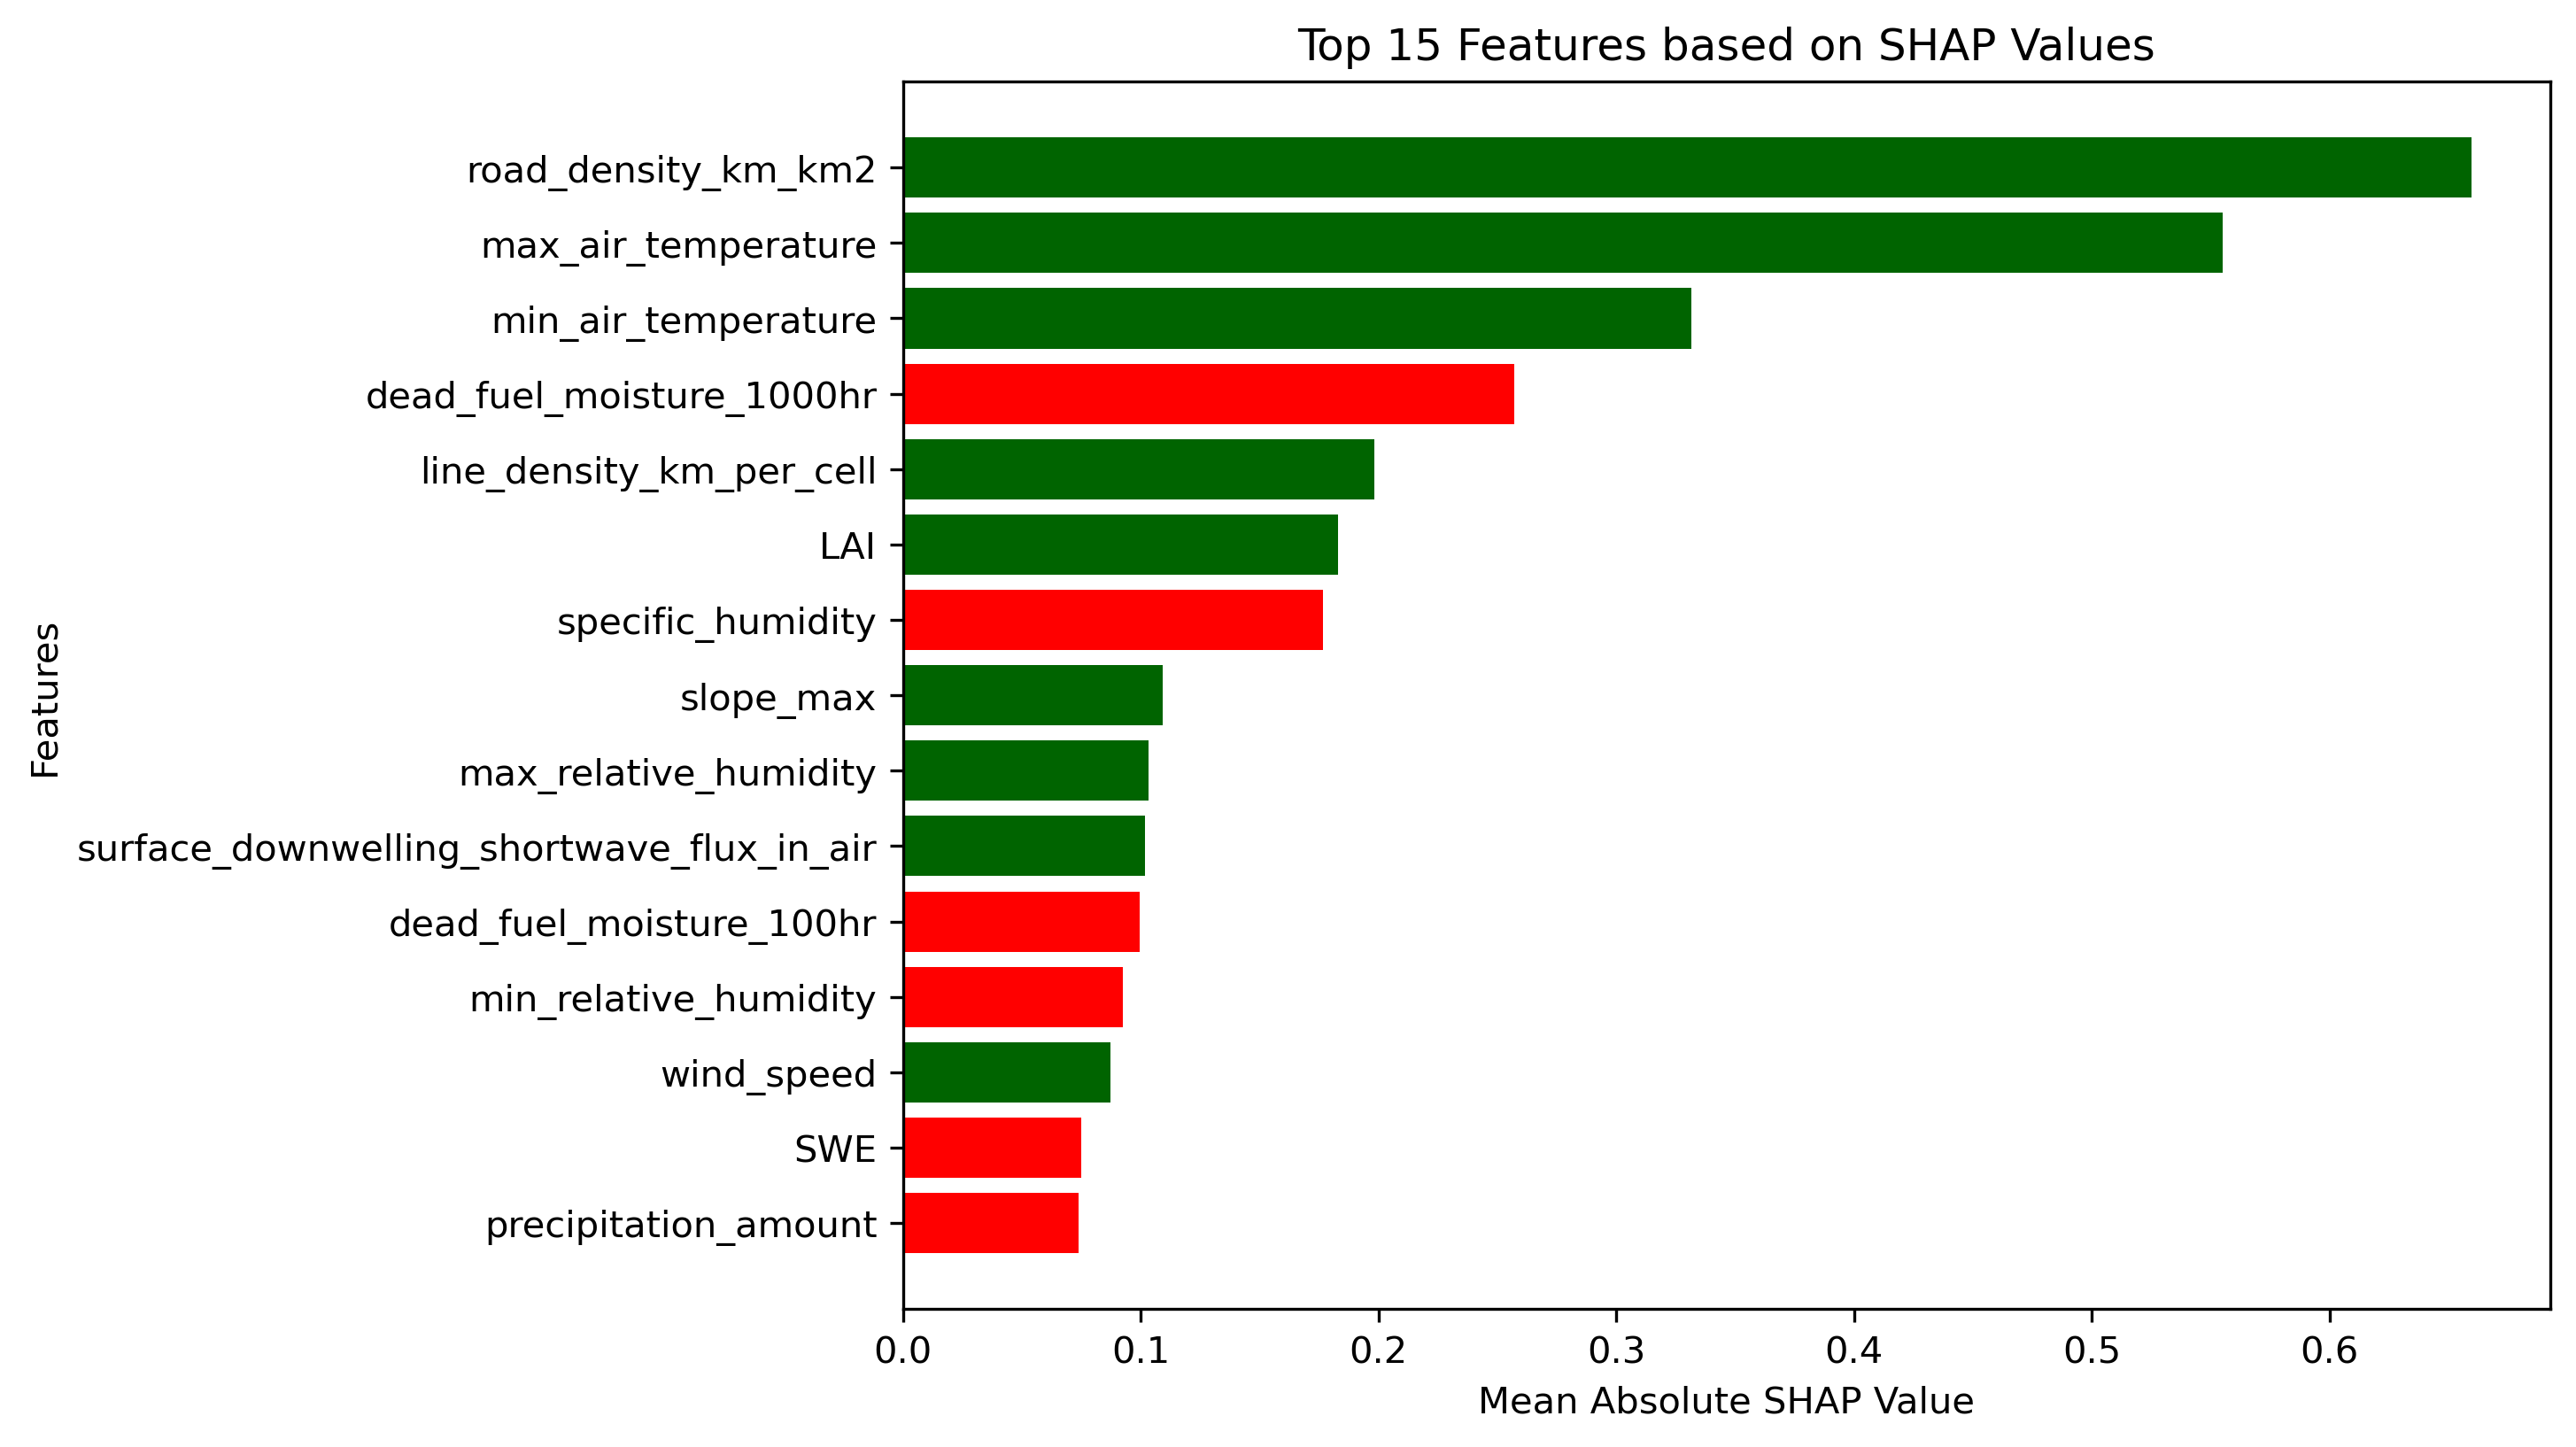 Top 15 Features based on SHAP Values
Features
road_density_km_km2
max_air_temperature
min_air_temperature
dead_fuel_moisture_1000hr
line_density_km_per_cell
LAI
specific_humidity
slope_max
max_relative_humidity
surface_downwelling_shortwave_flux_in_air
dead_fuel_moisture_100hr
min_relative_humidity
wind_speed
SWE
precipitation_amount
0.0 0.1 0.2 0.3 0.4 0.5 0.6
Mean Absolute SHAP Value